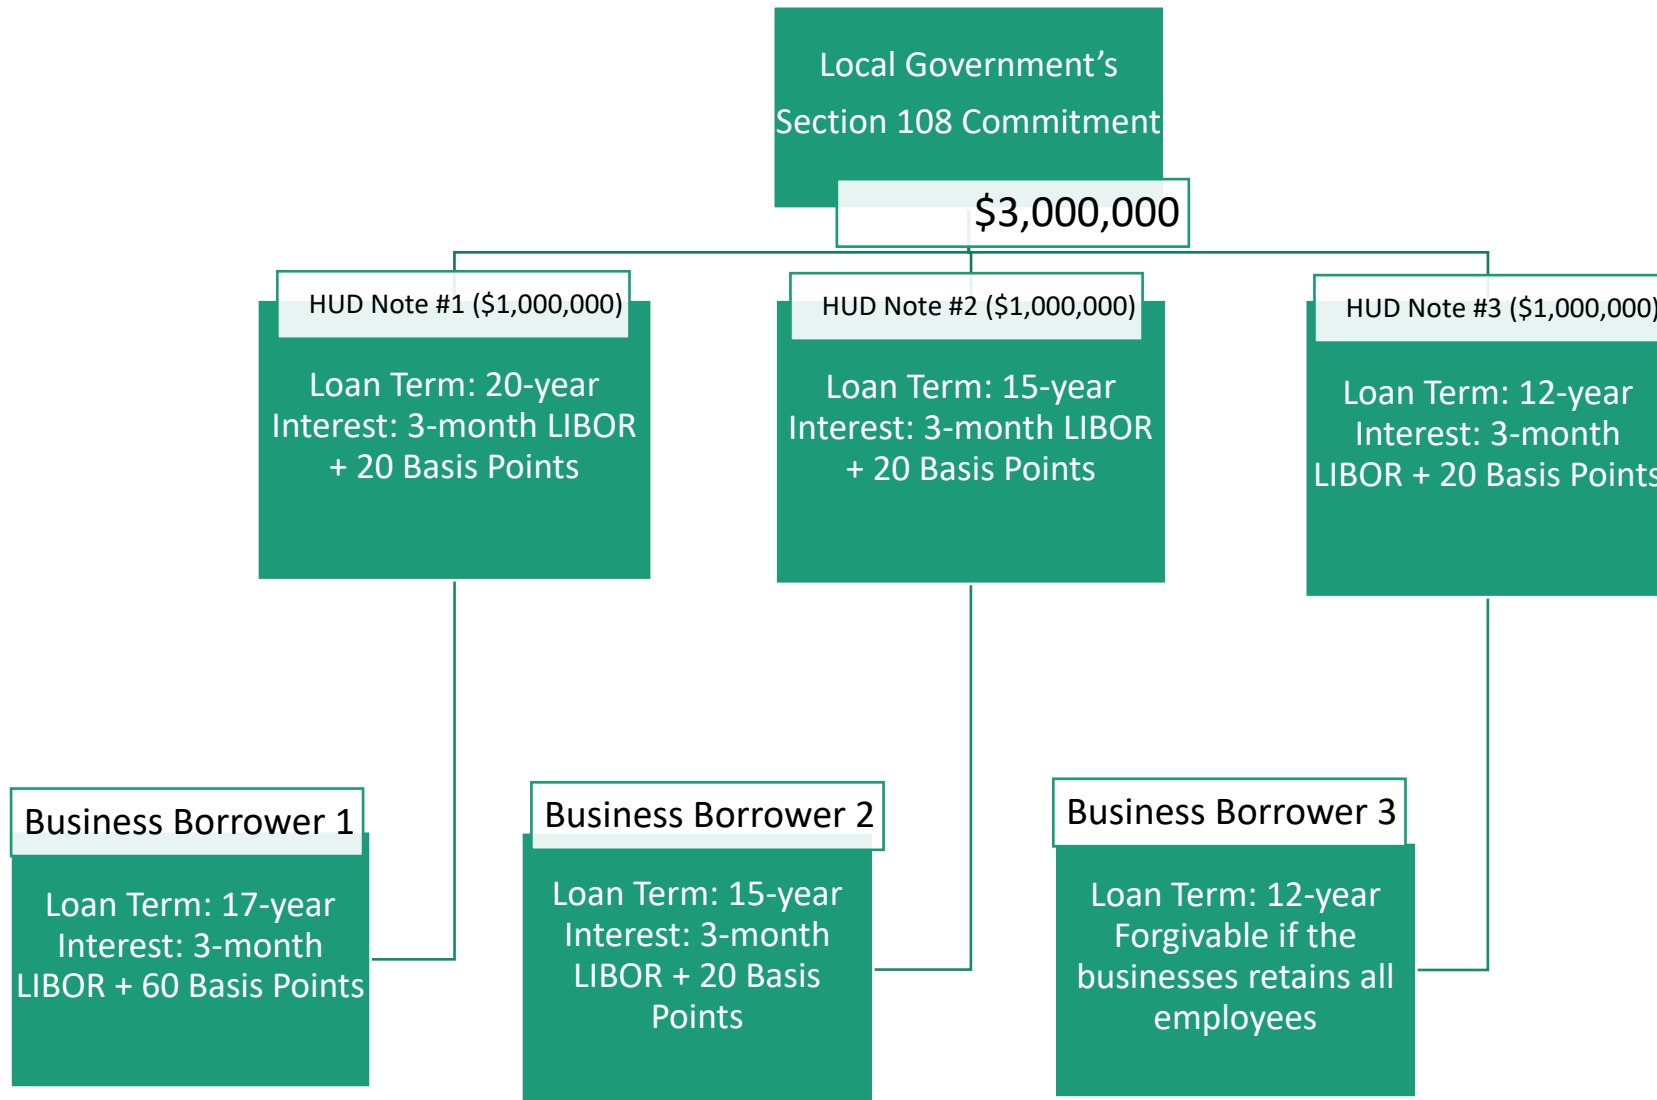 Local Government’s
Section 108 Commitment
$3,000,000
HUD Note #1 ($1,000,000)
Loan Term: 20-year
Interest: 3-month LIBOR
+ 20 Basis Points
HUD Note #2 ($1,000,000)
Loan Term: 15-year
Interest: 3-month LIBOR
+ 20 Basis Points
HUD Note #3 ($1,000,000)
Loan Term: 12-year
Interest: 3-month
LIBOR + 20 Basis Points
Business Borrower 1
Loan Term: 17-year
Interest: 3-month
LIBOR + 60 Basis Points
Business Borrower 2
Loan Term: 15-year
Interest: 3-month
LIBOR + 20 Basis
Points
Business Borrower 3
Loan Term: 12-year
Forgivable if the
businesses retains all
employees